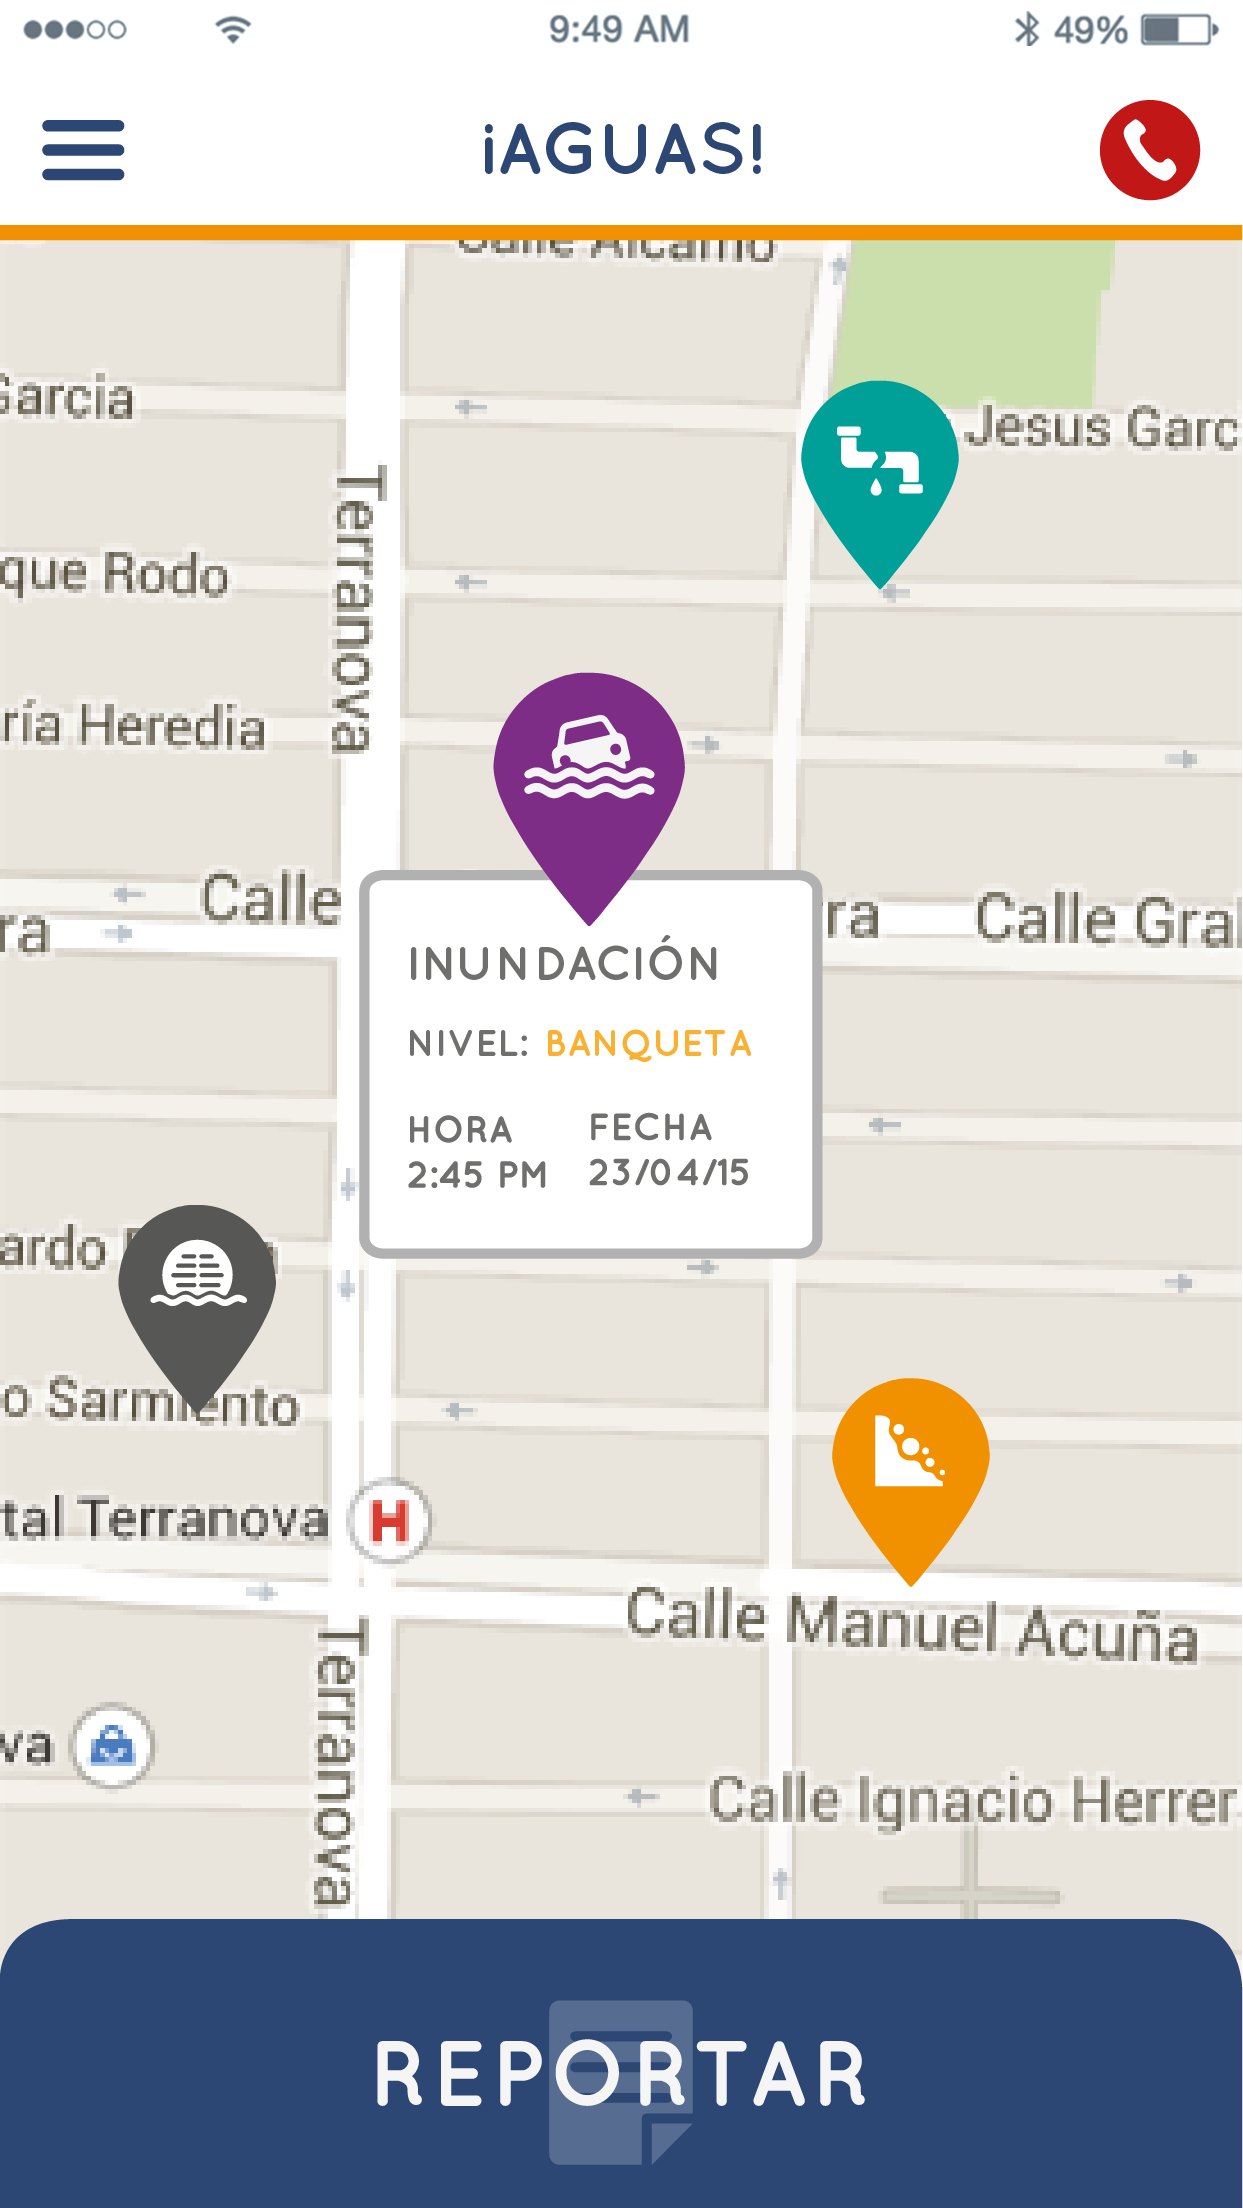 9:49 AM
49%
¡AGUAS!
Calle Alcamo
Garcia
Jesus Garc
Terranova
que Rodo
ría Heredia
Calle
ra
ra
Calle Gral
INUNDACIÓN
NIVEL: BANQUETA
HORA
FECHA
2:45 PM
23/04/15
ardo
o Sarmiento
tal Terranova
H
Calle Manuel Acuña
Terranova
va
Calle Ignacio Herrer
REPORTAR